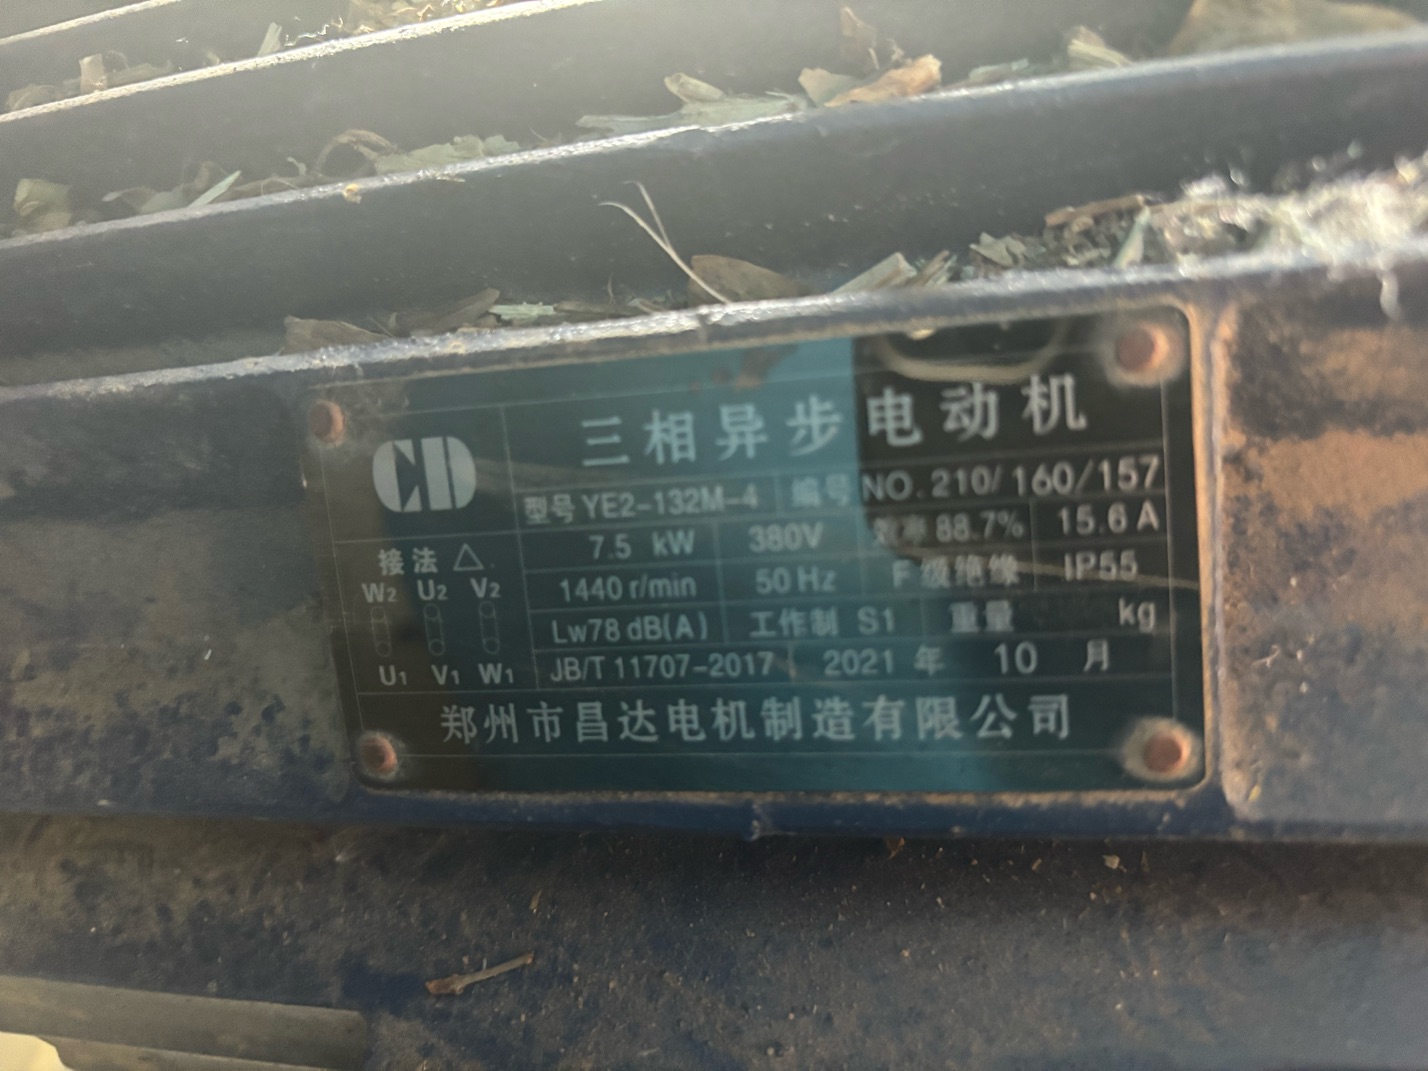 三相异步电动机
CD
型号 YE2-132M-4 编号 NO.210/160/157
7.5 kW 380V 效率 88.7% 15.6 A
接法 △
1440 r/min 50 Hz F 级绝缘 IP55
W2 U2 V2
Lw78 dB(A) 工作制 S1 重量 kg
U1 V1 W1
JB/T 11707-2017 2021 年 10 月
郑州市昌达电机制造有限公司